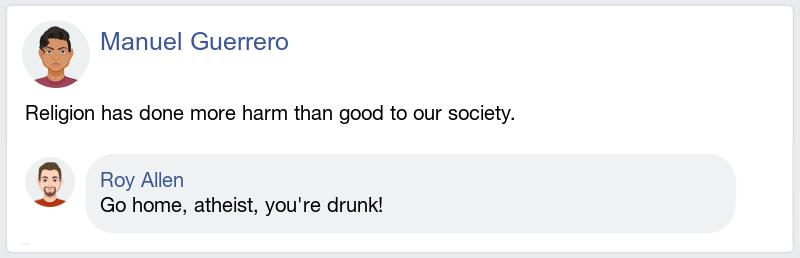 Manuel Guerrero
Religion has done more harm than good to our society.
Roy Allen
Go home, atheist, you're drunk!